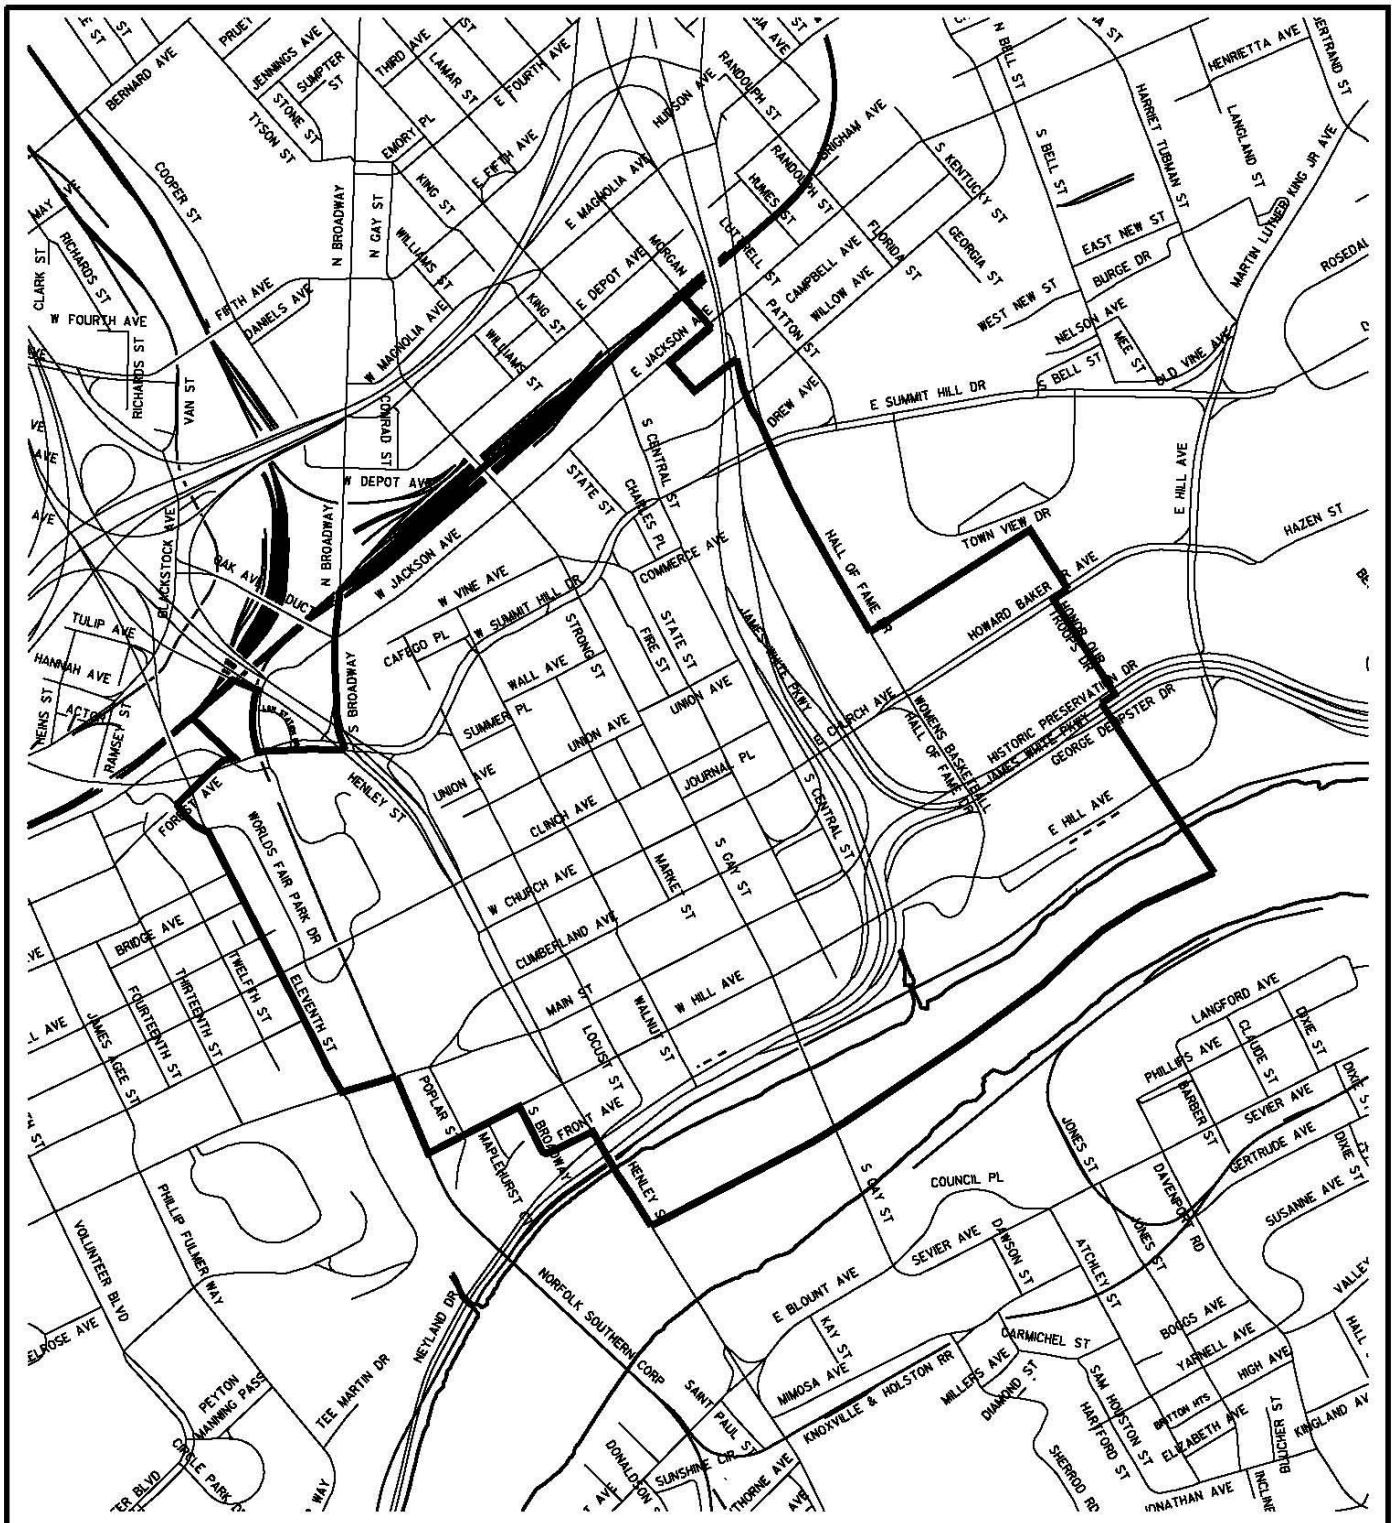 BERNARD AVE
JENNINGS AVE
SUMPTER
ST
STONE ST
TYSON ST
THIRD AVE
LAMAR ST
E FOURTH AVE
EMORY PL
E FIFTH AVE
KING ST
HUDSON AVE
RANDOLPH ST
BRIGHAM AVE
N BELL ST
HENRIETTA AVE
HARRIET TUBMAN ST
LANGLAND ST
MARTIN LUTHER KING JR AVE
COOPER ST
N BROADWAY
N GAY ST
WILLIAMS ST
E MAGNOLIA AVE
MORGAN
HUMES ST
RANDOLPH ST
LUTTRELL ST
S KENTUCKY ST
S BELL ST
EAST NEW ST
BURGE DR
RICHARDS ST
CLARK ST
W FOURTH AVE
FIFTH AVE
DANIELS AVE
W MAGNOLIA AVE
E DEPOT AVE
KING ST
WILLIAMS ST
CAMPBELL AVE
FLORIDA ST
GEORGIA ST
WILLOW AVE
PATTON ST
WEST NEW ST
NELSON AVE
MEE ST
OLD VINE AVE
S BELL ST
RICHARDS ST
VAN ST
CONRAD ST
E JACKSON AVE
DREW AVE
E SUMMIT HILL DR
E HILL AVE
W DEPOT AVE
S CENTRAL ST
STATE ST
CHARLES PL
COMMERCE AVE
HALL OF FAME DR
TOWN VIEW DR
HAZEN ST
BLACKSTOCK AVE
OAK AVE
N BROADWAY
W JACKSON AVE
W VINE AVE
W SUMMIT HILL DR
CAFEGO PL
STRONG ST
FIRE ST
STATE ST
JAMES WHITE PKWY
HOWARD BAKER JR AVE
HONOR OUR
TROOPS DR
TULIP AVE
HANNAH AVE
RAMSEY ST
S BROADWAY
WALL AVE
SUMMER PL
UNION AVE
UNION AVE
UNION AVE
E CHURCH AVE
WOMENS BASKETBALL
HALL OF FAME DR
HISTORIC PRESERVATION DR
JAMES WHITE PKWY
GEORGE DEMPSTER DR
HENLEY ST
FOREST AVE
WORLDS FAIR PARK DR
CLINCH AVE
JOURNAL PL
S CENTRAL ST
E HILL AVE
W CHURCH AVE
MARKET ST
S GAY ST
CUMBERLAND AVE
BRIDGE AVE
TWELFTH ST
THIRTEENTH ST
FOURTEENTH ST
JAMES AGEE ST
ELEVENTH ST
MAIN ST
WALNUT ST
W HILL AVE
LOCUST ST
POPLAR ST
MAPLEHURST CT
S BROADWAY
FRONT AVE
HENLEY S
LANGFORD AVE
CLAUDE ST
DIXIE ST
PHILLIPS AVE
BARBER ST
SEVIER AVE
DIXIE ST
GERTRUDE AVE
JONES ST
COUNCIL PL
S GAY ST
DAVENPORT RD
SUSANNE AVE
VOLUNTEER BLVD
PHILLIP FULMER WAY
NEYLAND DR
NORFOLK SOUTHERN CORP
SEVIER AVE
DAWSON ST
ATCHLEY ST
JONES ST
E BLOUNT AVE
KAY ST
CARMICHEL ST
BOGGS AVE
YARNELL AVE
HIGH AVE
MIMOSA AVE
MILLERS AVE
DIAMOND ST
KNOXVILLE & HOLSTON RR
PEYTON
MANNING PASS
TEE MARTIN DR
SAINT PAUL ST
SAM HOUSTON ST
HARTFORD ST
BRITTON HTS
ELIZABETH AVE
KINGLAND AV
SHERROD RD
SUNSHINE CIR
DONALDSON S
THORNE AVE
CIRCLE PARK D
ER BLVD